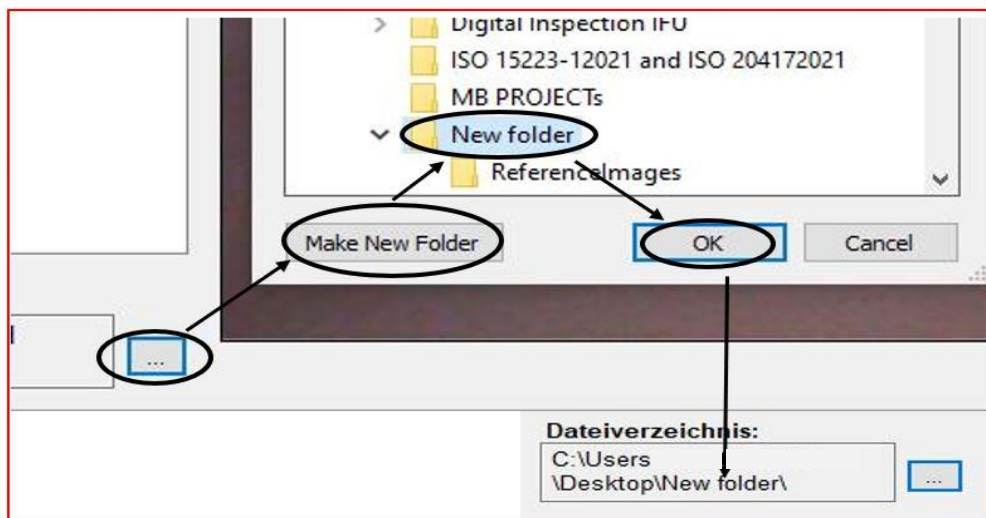 Digital Inspection IFU
ISO 15223-12021 and ISO 204172021
MB PROJECTs
New folder
ReferenceImages
Make New Folder
OK
Cancel
...
Dateiverzeichnis:
C:\Users
\Desktop\New folder\
...